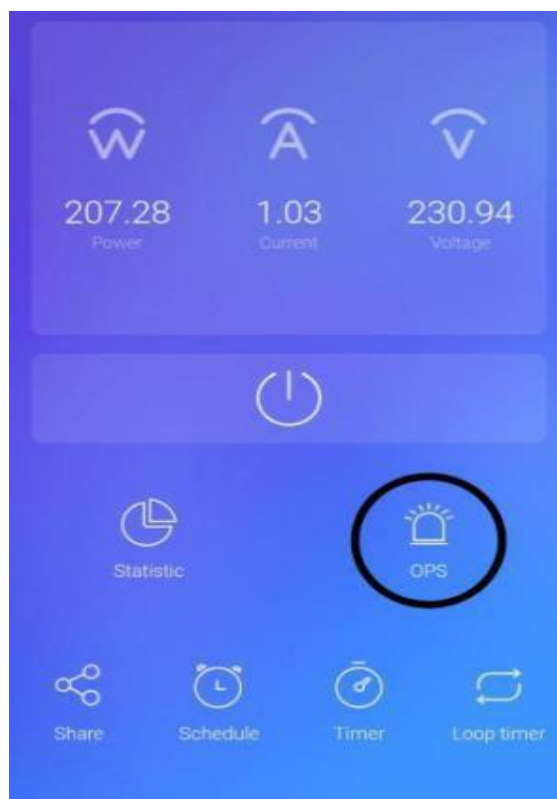 W A V
207.28 1.03 230.94
Power Current Voltage
Statistic OPS
Share Schedule Timer Loop timer